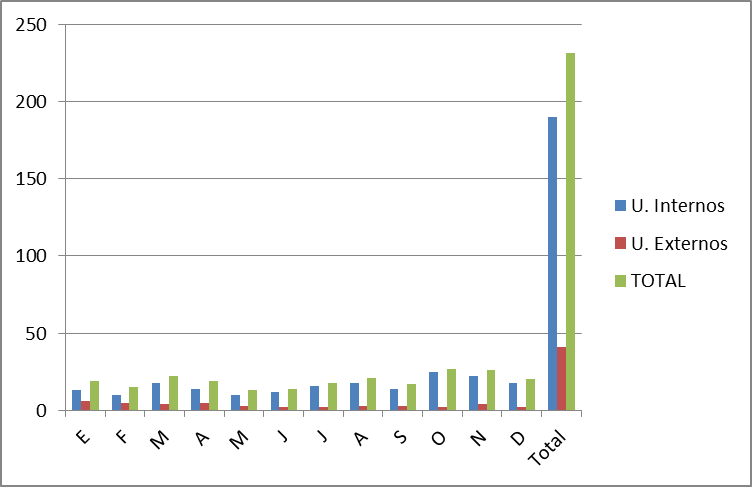 250
200
150
100
50
0
E F M A M J J A S O N D Total
U. Internos
U. Externos
TOTAL